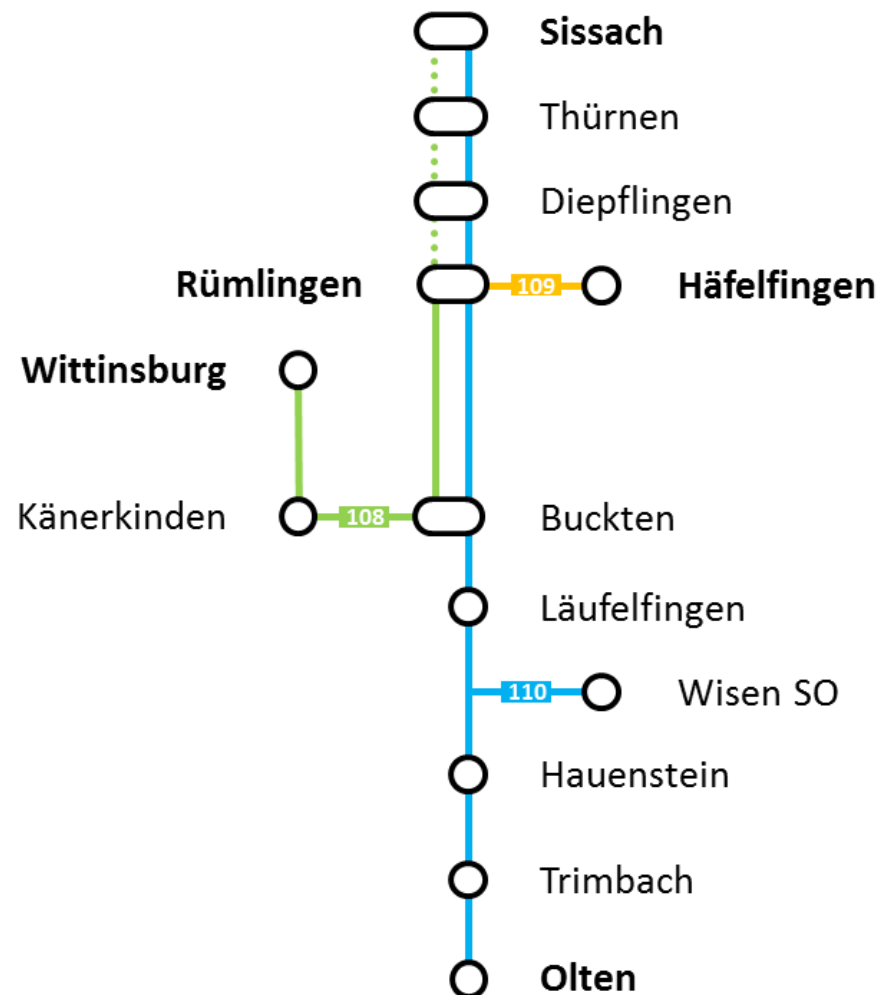 Sissach
Thürnen
Diepflingen
Rümlingen 109 Häfelfingen
Wittinsburg
Känerkinden 108 Buckten
Läufelfingen
110 Wisen SO
Hauenstein
Trimbach
Olten